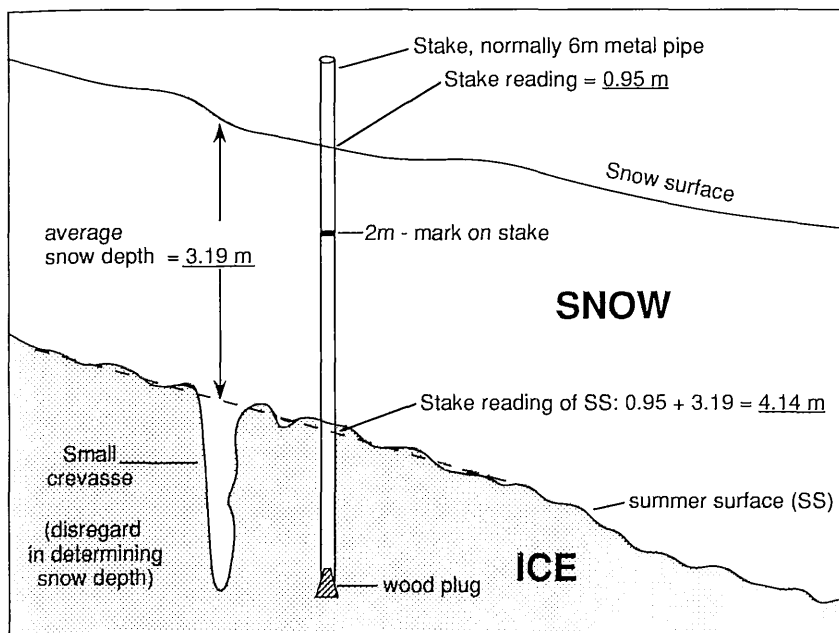 Stake, normally 6m metal pipe
Stake reading = 0.95 m
Snow surface
2m - mark on stake
average
snow depth = 3.19 m
SNOW
Stake reading of SS: 0.95 + 3.19 = 4.14 m
Small
crevasse
summer surface (SS)
(disregard
in determining
snow depth)
ICE
wood plug